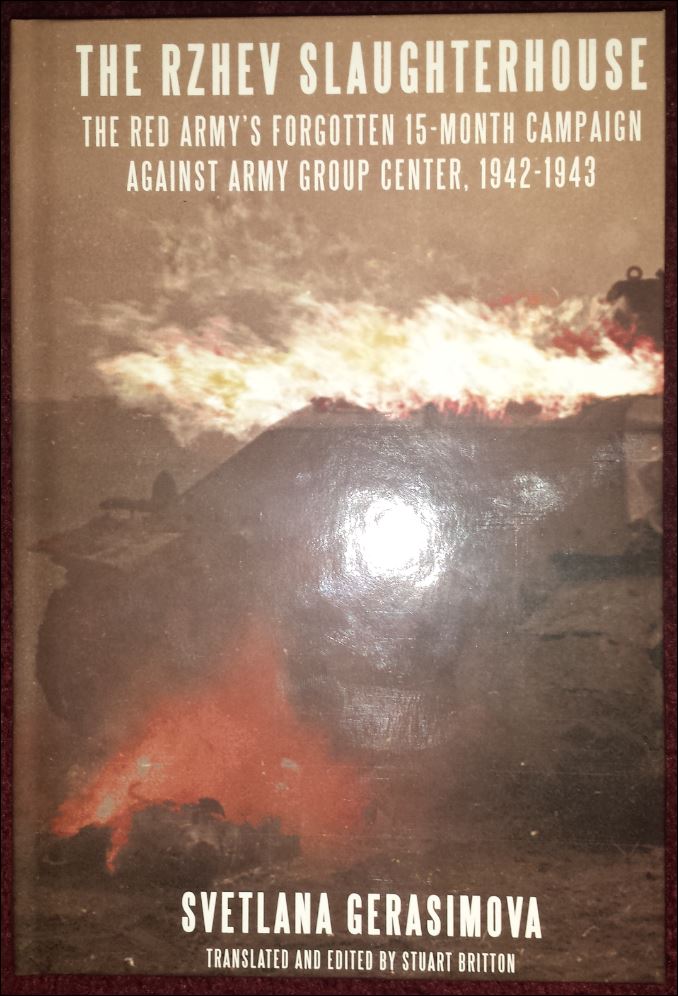 THE RZHEV SLAUGHTERHOUSE
THE RED ARMY'S FORGOTTEN 15-MONTH CAMPAIGN
AGAINST ARMY GROUP CENTER, 1942-1943
SVETLANA GERASIMOVA
TRANSLATED AND EDITED BY STUART BRITTON